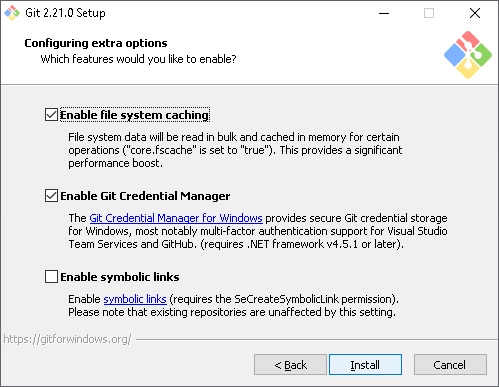 Git 2.21.0 Setup
Configuring extra options
Which features would you like to enable?
Enable file system caching
File system data will be read in bulk and cached in memory for certain
operations ("core.fscache" is set to "true"). This provides a significant
performance boost.
Enable Git Credential Manager
The Git Credential Manager for Windows provides secure Git credential storage
for Windows, most notably multi-factor authentication support for Visual Studio
Team Services and GitHub. (requires .NET framework v4.5.1 or later).
Enable symbolic links
Enable symbolic links (requires the SeCreateSymbolicLink permission).
Please note that existing repositories are unaffected by this setting.
https://gitforwindows.org/
< Back
Install
Cancel